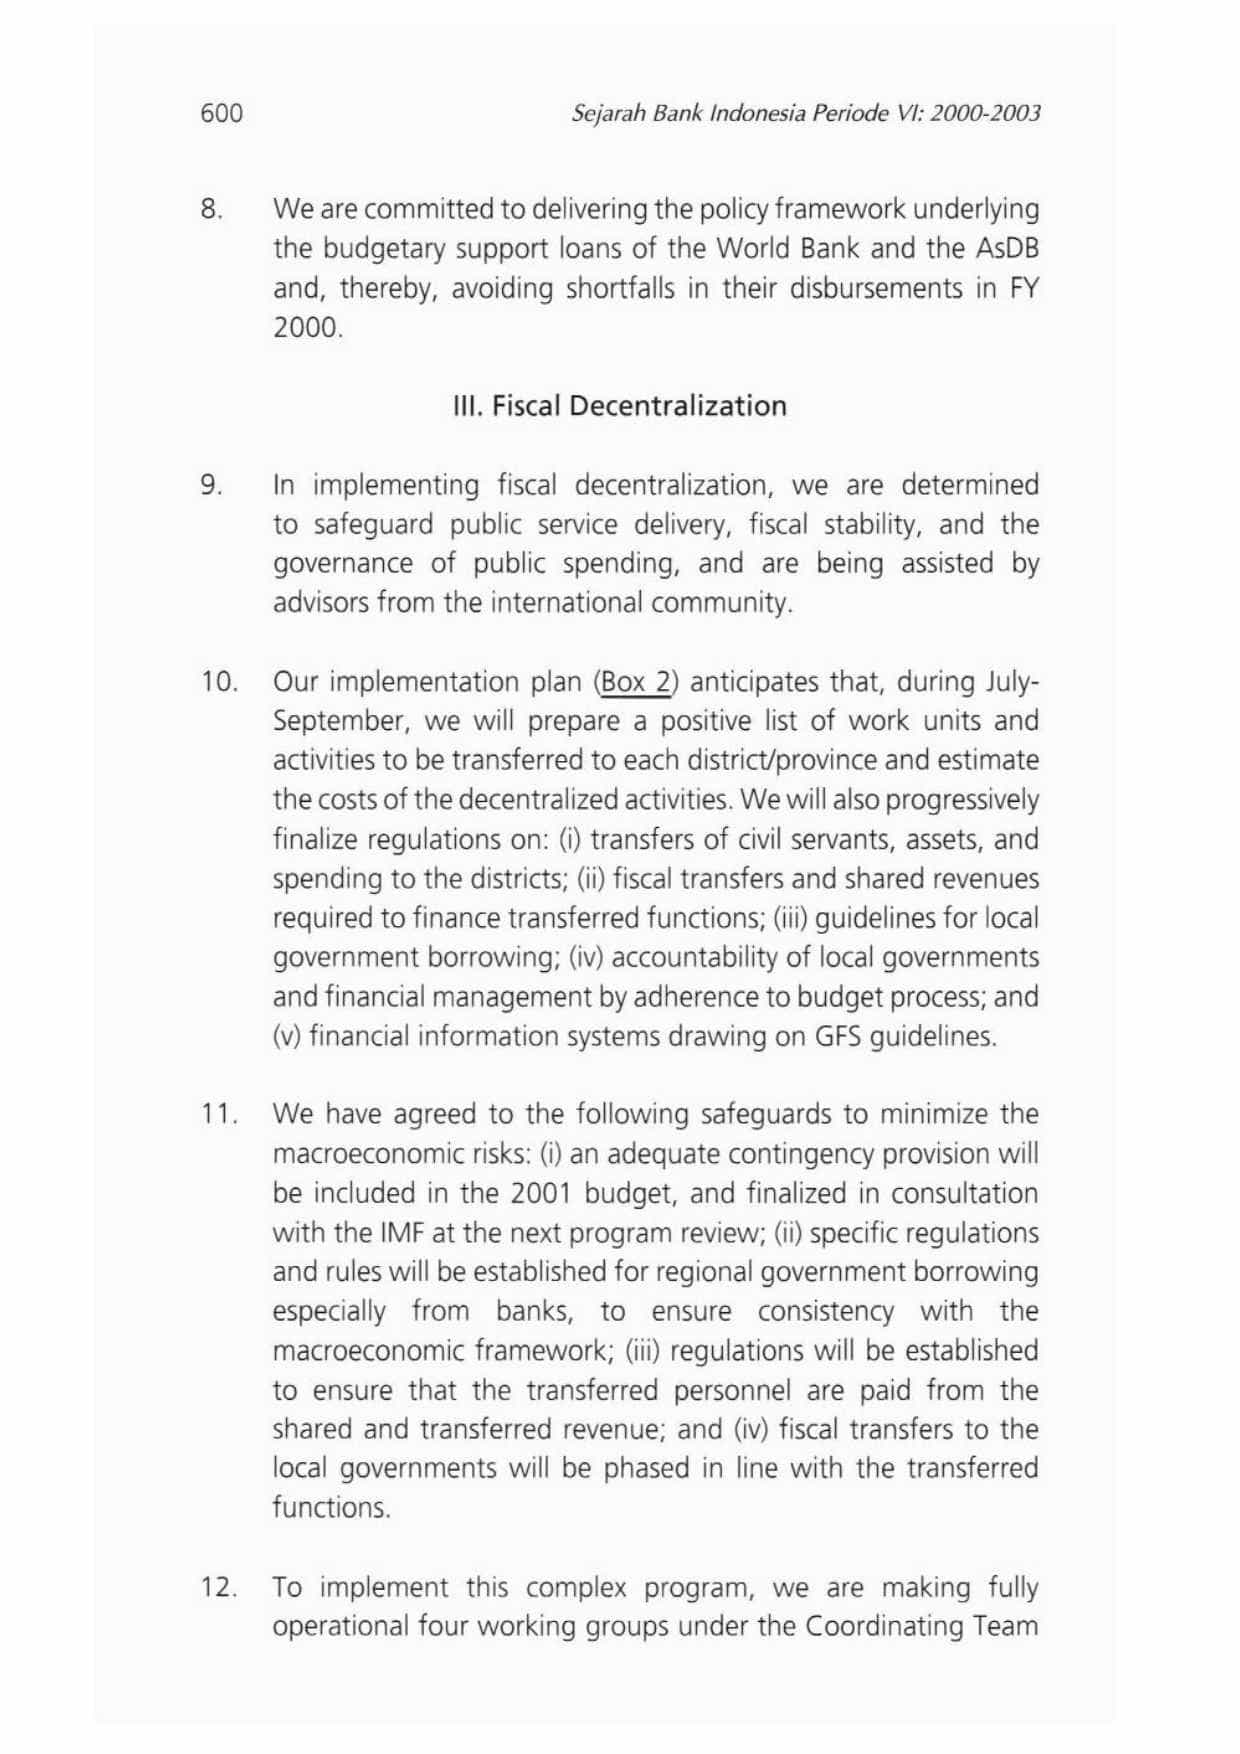 600
Sejarah Bank Indonesia Periode VI: 2000-2003
8. We are committed to delivering the policy framework underlying
the budgetary support loans of the World Bank and the AsDB
and, thereby, avoiding shortfalls in their disbursements in FY
2000.
III. Fiscal Decentralization
9. In implementing fiscal decentralization, we are determined
to safeguard public service delivery, fiscal stability, and the
governance of public spending, and are being assisted by
advisors from the international community.
10. Our implementation plan (Box 2) anticipates that, during July-
September, we will prepare a positive list of work units and
activities to be transferred to each district/province and estimate
the costs of the decentralized activities. We will also progressively
finalize regulations on: (i) transfers of civil servants, assets, and
spending to the districts; (ii) fiscal transfers and shared revenues
required to finance transferred functions; (iii) guidelines for local
government borrowing; (iv) accountability of local governments
and financial management by adherence to budget process; and
(v) financial information systems drawing on GFS guidelines.
11. We have agreed to the following safeguards to minimize the
macroeconomic risks: (i) an adequate contingency provision will
be included in the 2001 budget, and finalized in consultation
with the IMF at the next program review; (ii) specific regulations
and rules will be established for regional government borrowing
especially from banks, to ensure consistency with the
macroeconomic framework; (iii) regulations will be established
to ensure that the transferred personnel are paid from the
shared and transferred revenue; and (iv) fiscal transfers to the
local governments will be phased in line with the transferred
functions.
12. To implement this complex program, we are making fully
operational four working groups under the Coordinating Team